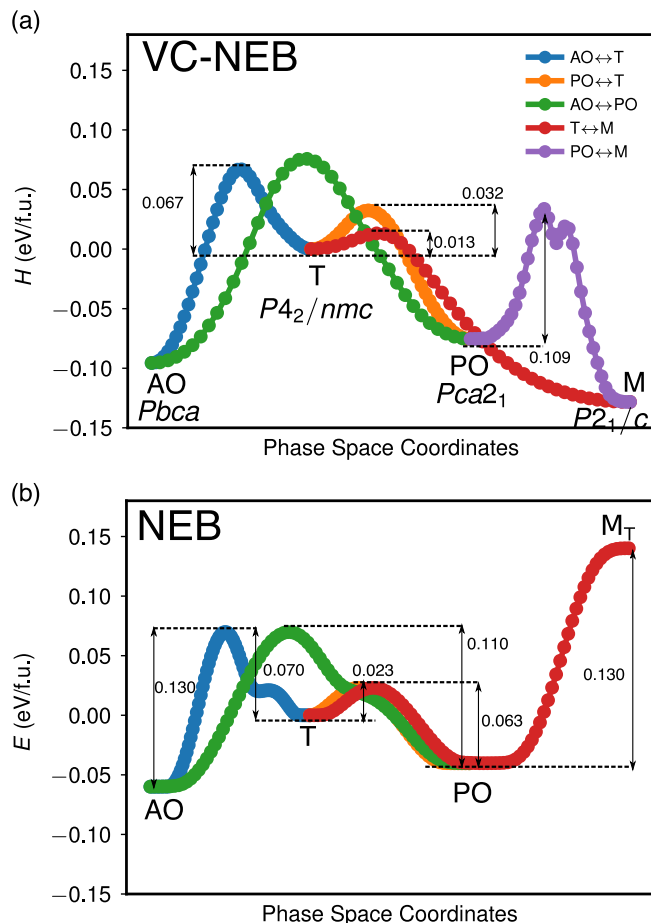 (a)
VC-NEB
AO↔T
PO↔T
AO↔PO
T↔M
PO↔M
0.15
0.10
0.05
0.00
−0.05
−0.10
−0.15
H (eV/f.u.)
0.067
0.032
0.013
0.109
T
P4₂/nmc
AO
Pbca
PO
Pca2₁
M
P2₁/c
Phase Space Coordinates
(b)
NEB
0.15
0.10
0.05
0.00
−0.05
−0.10
−0.15
E (eV/f.u.)
M_T
0.130
0.070
0.023
0.110
0.063
0.130
T
AO
PO
Phase Space Coordinates